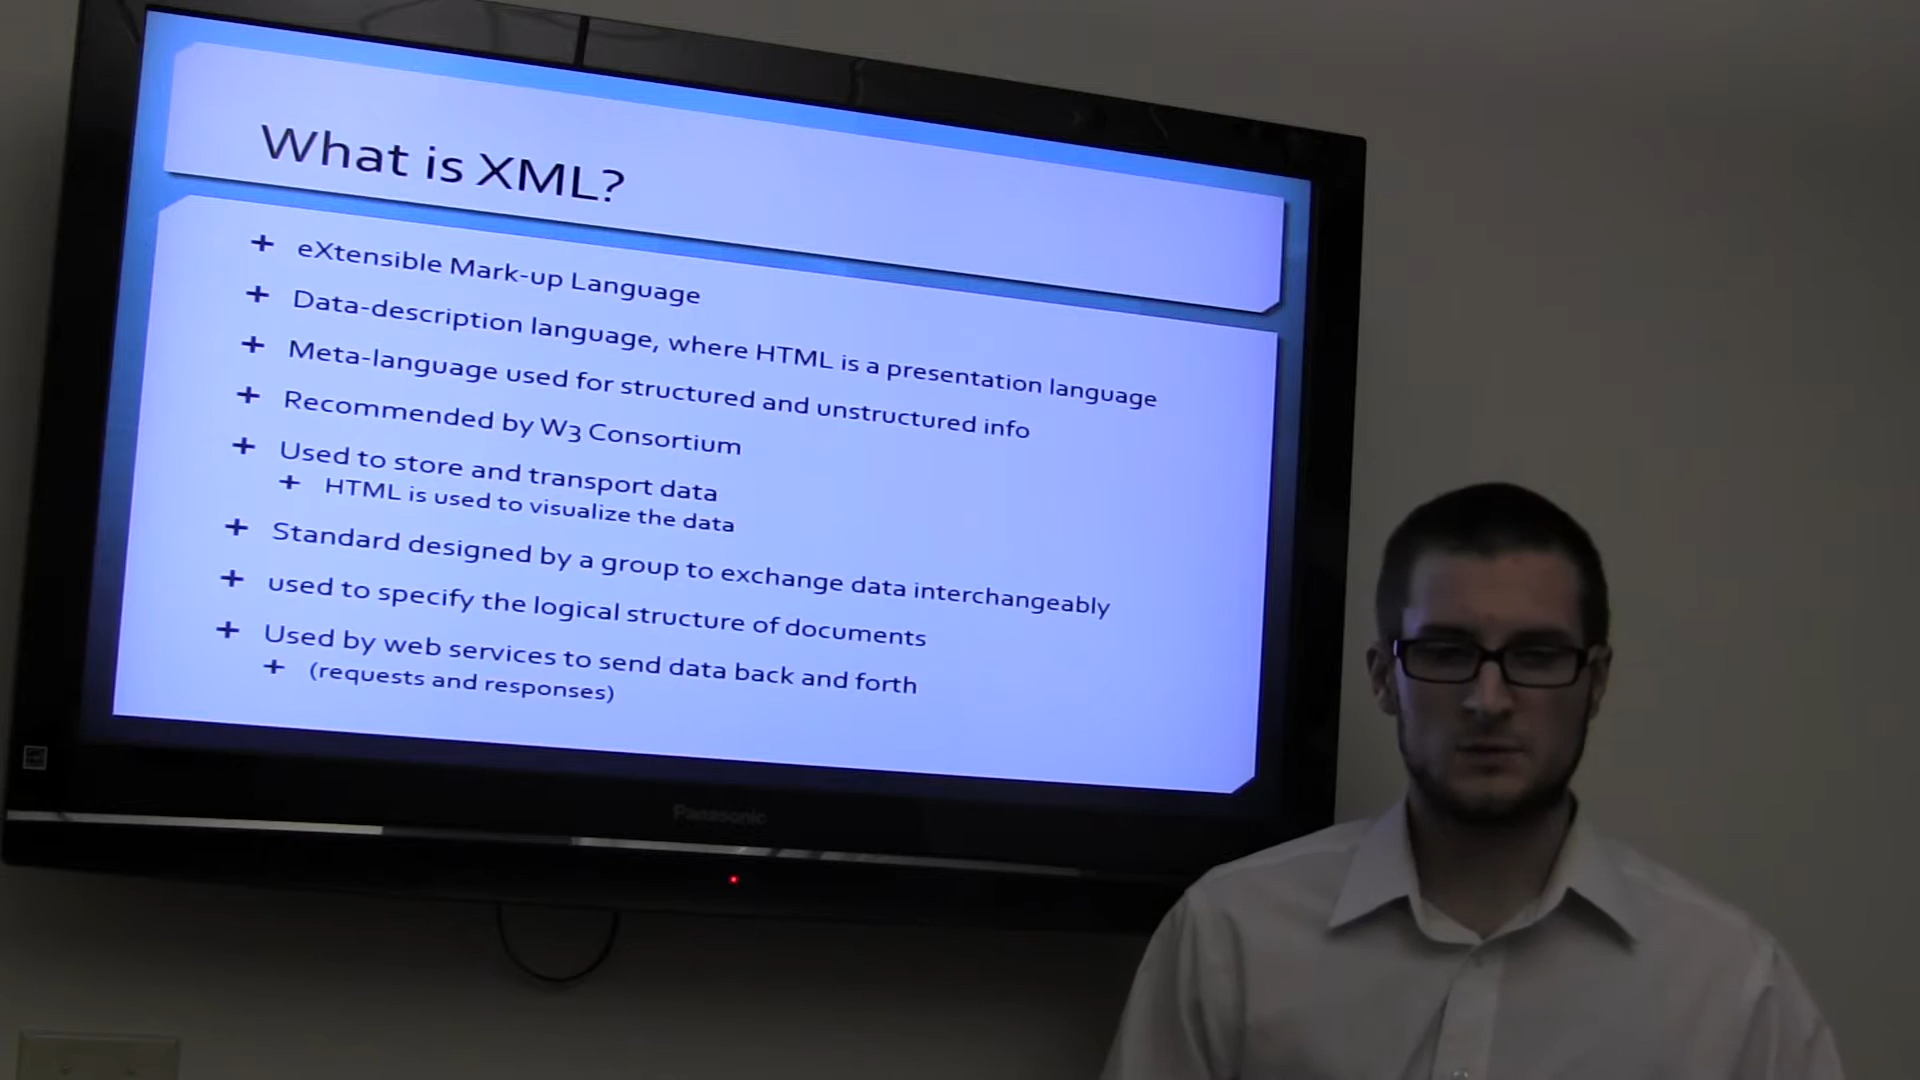 What is XML?
+ eXtensible Mark-up Language
+ Data-description language, where HTML is a presentation language
+ Meta-language used for structured and unstructured info
+ Recommended by W3 Consortium
+ Used to store and transport data
+ HTML is used to visualize the data
+ Standard designed by a group to exchange data interchangeably
+ used to specify the logical structure of documents
+ Used by web services to send data back and forth
+ (requests and responses)
Panasonic